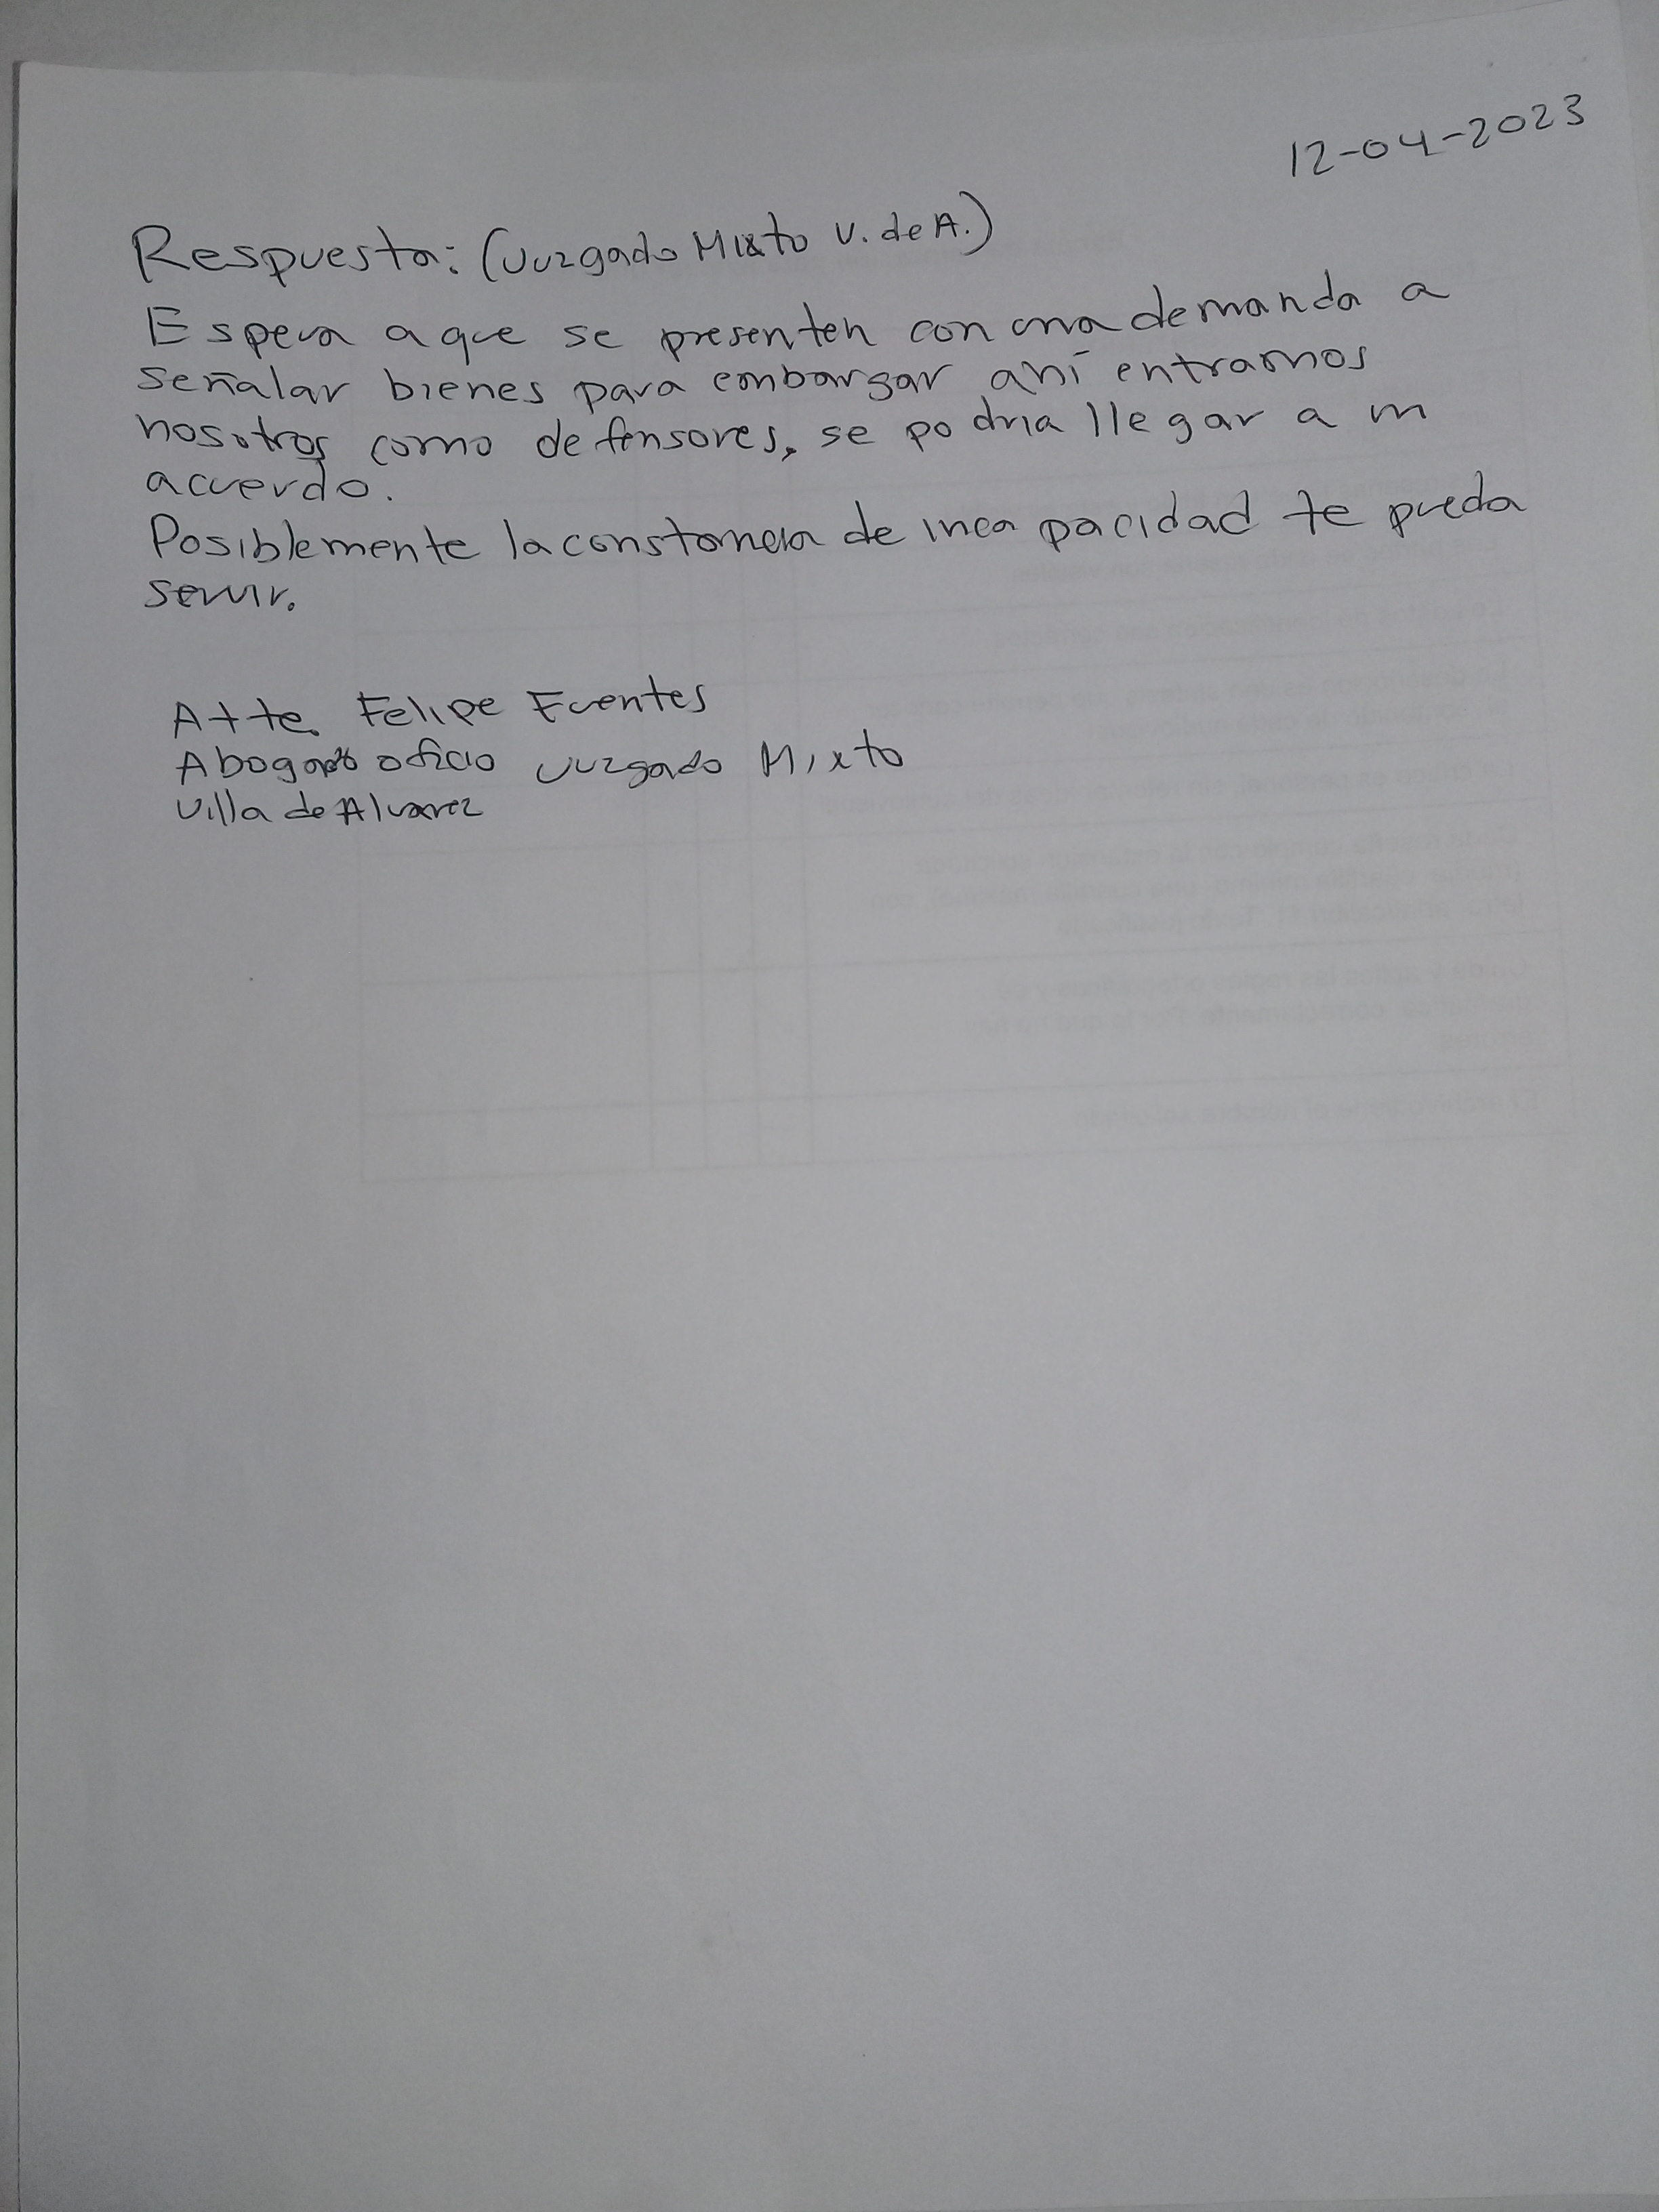 12-04-2023
Respuesta: (Juzgado Mixto V. de A.)
Espera a que se presenten con una demanda a
señalar bienes para embargar ahí entramos
nosotros como defensores, se podria llegar a un
acuerdo.
Posiblemente la constancia de incapacidad te pueda
servir.
Atte. Felipe Fuentes
Abogado oficio Juzgado Mixto
Villa de Alvarez